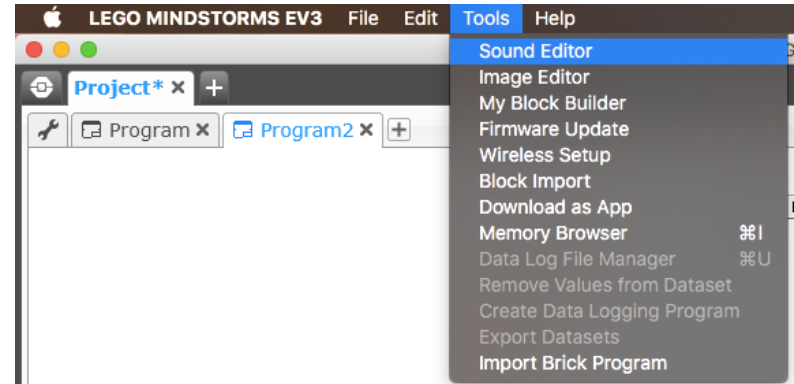 LEGO MINDSTORMS EV3 File Edit Tools Help
Sound Editor
Project* × +
Image Editor
My Block Builder
Program × Program2 × +
Firmware Update
Wireless Setup
Block Import
Download as App
Memory Browser ⌘I
Data Log File Manager ⌘U
Remove Values from Dataset
Create Data Logging Program
Export Datasets
Import Brick Program